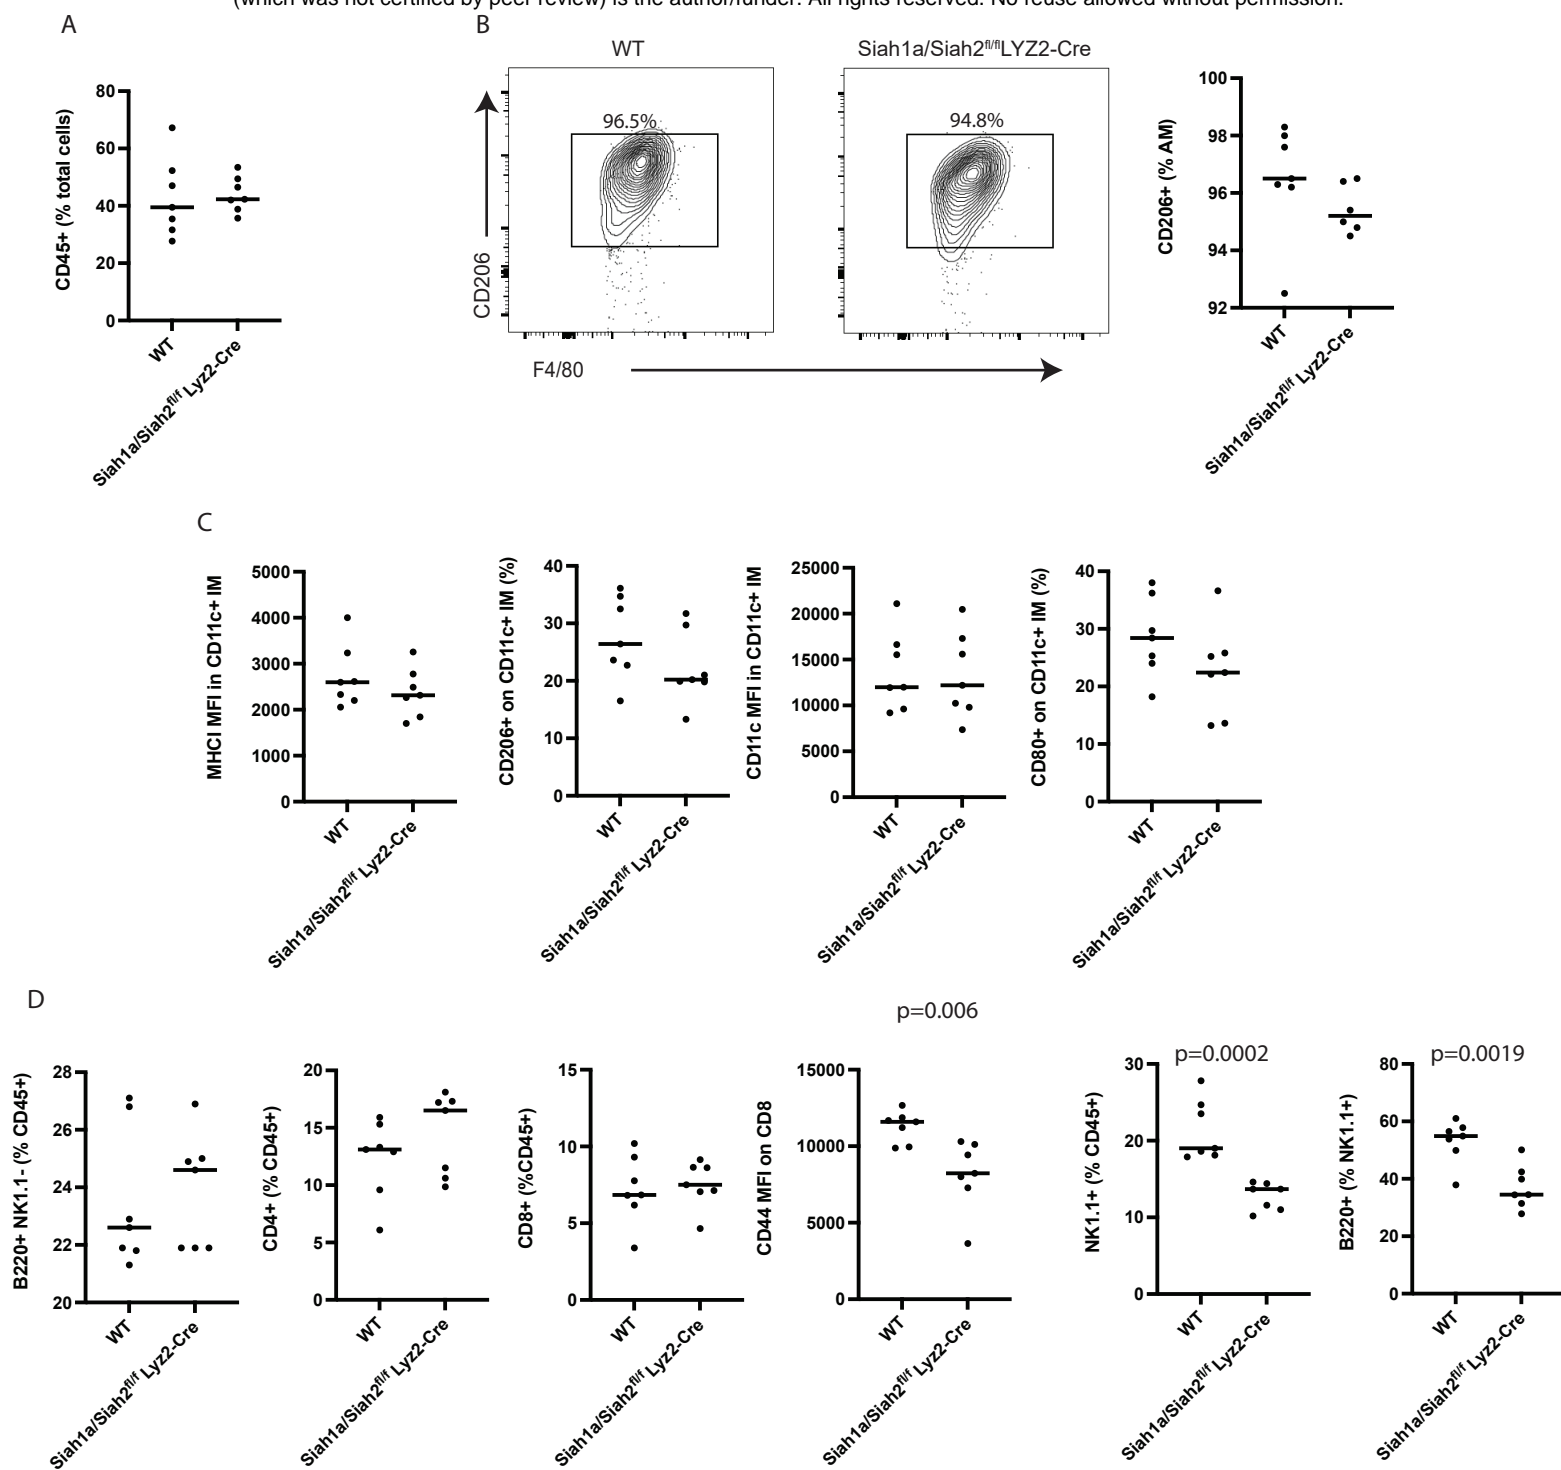 (which was not certified by peer review) is the author/funder. All rights reserved. No reuse allowed without permission.
A
CD45+ (% total cells)
80
60
40
20
0
WT
Siah1a/Siah2fl/f Lyz2-Cre
B
WT
Siah1a/Siah2fl/flLYZ2-Cre
96.5%
94.8%
CD206
F4/80
CD206+ (% AM)
100
98
96
94
92
WT
Siah1a/Siah2fl/f Lyz2-Cre
C
MHCI MFI in CD11c+ IM
5000
4000
3000
2000
1000
0
WT
Siah1a/Siah2fl/f Lyz2-Cre
CD206+ on CD11c+ IM (%)
40
30
20
10
0
WT
Siah1a/Siah2fl/f Lyz2-Cre
CD11c MFI in CD11c+ IM
25000
20000
15000
10000
5000
0
WT
Siah1a/Siah2fl/f Lyz2-Cre
CD80+ on CD11c+ IM (%)
40
30
20
10
0
WT
Siah1a/Siah2fl/f Lyz2-Cre
D
B220+ NK1.1- (% CD45+)
28
26
24
22
20
WT
Siah1a/Siah2fl/f Lyz2-Cre
CD4+ (% CD45+)
20
15
10
5
0
WT
Siah1a/Siah2fl/f Lyz2-Cre
CD8+ (%CD45+)
15
10
5
0
WT
Siah1a/Siah2fl/f Lyz2-Cre
p=0.006
CD44 MFI on CD8
15000
10000
5000
0
WT
Siah1a/Siah2fl/f Lyz2-Cre
p=0.0002
NK1.1+ (% CD45+)
30
20
10
0
WT
Siah1a/Siah2fl/f Lyz2-Cre
p=0.0019
B220+ (% NK1.1+)
80
60
40
20
0
WT
Siah1a/Siah2fl/f Lyz2-Cre